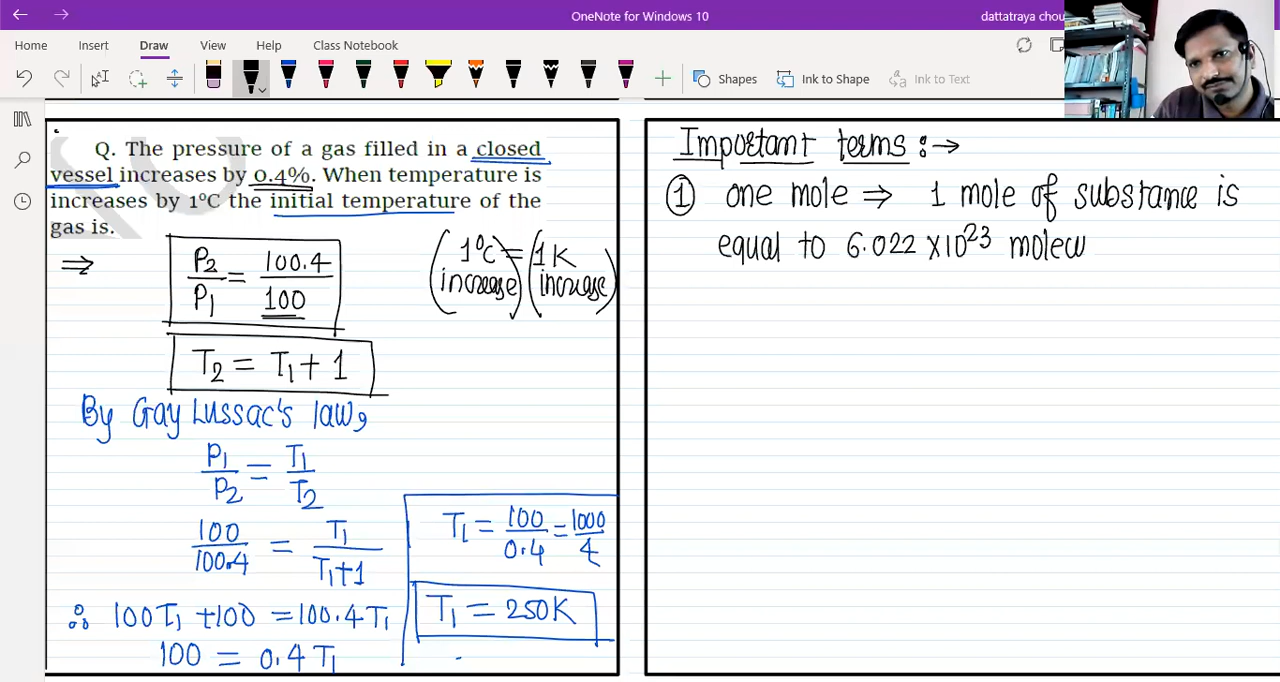 OneNote for Windows 10
dattatraya chou
Home Insert Draw View Help Class Notebook
Shapes Ink to Shape Ink to Text
Q. The pressure of a gas filled in a closed
vessel increases by 0.4%. When temperature is
increases by 1⁰C the initial temperature of the
gas is.
⇒ P₂/P₁ = 100.4/100
(1⁰C increase) = (1K increase)
T₂ = T₁ + 1
By Gay Lussac's law,
P₁/P₂ = T₁/T₂
100/100.4 = T₁/T₁+1
∴ 100T₁ +100 = 100.4 T₁
100 = 0.4 T₁
T₁ = 100/0.4 = 1000/4
T₁ = 250K
Important terms :→
① one mole ⇒ 1 mole of substance is
equal to 6.022 ×10²³ molecu